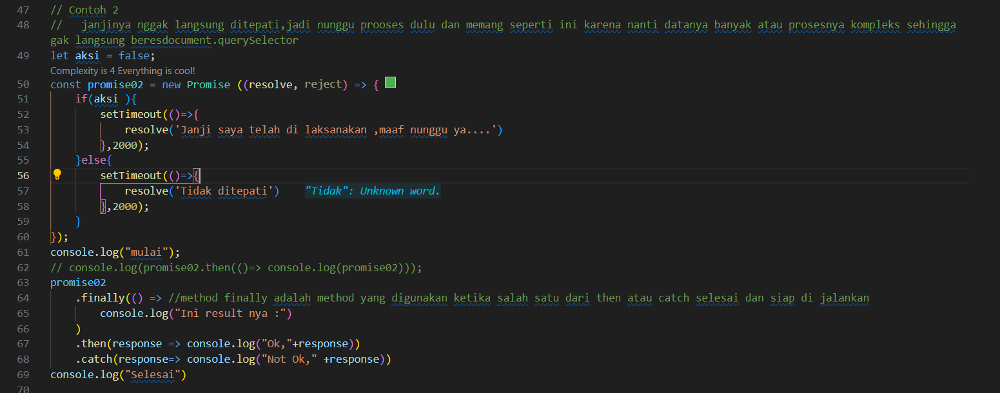 47 // Contoh 2
48 //   janjinya nggak langsung ditepati,jadi nunggu prooses dulu dan memang seperti ini karena nanti datanya banyak atau prosesnya kompleks sehingga
gak langsung beresdocument.querySelector
49 let aksi = false;
Complexity is 4 Everything is cool!
50 const promise02 = new Promise ((resolve, reject) => {
51     if(aksi ){
52         setTimeout(()=>{
53             resolve('Janji saya telah di laksanakan ,maaf nunggu ya....')
54         },2000);
55     }else{
56         setTimeout(()=>{
57             resolve('Tidak ditepati')    "Tidak": Unknown word.
58         },2000);
59     }
60 });
61 console.log("mulai");
62 // console.log(promise02.then(()=> console.log(promise02)));
63 promise02
64     .finally(() => //method finally adalah method yang digunakan ketika salah satu dari then atau catch selesai dan siap di jalankan
65         console.log("Ini result nya :")
66     )
67     .then(response => console.log("Ok,"+response))
68     .catch(response=> console.log("Not Ok," +response))
69 console.log("Selesai")
70